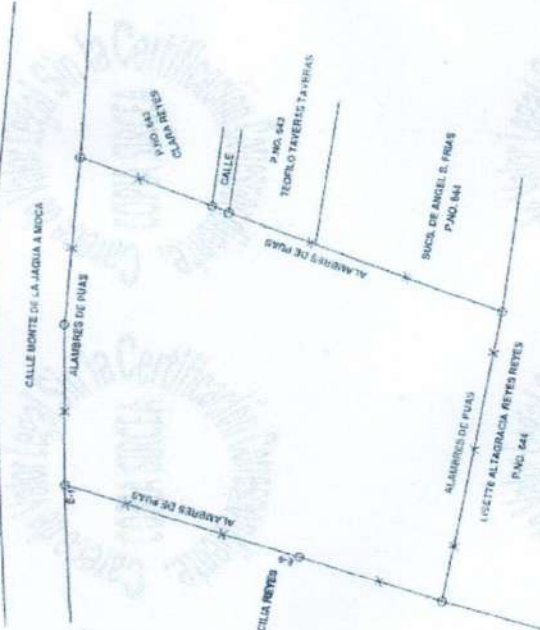 CALLE MONTE DE LA JAGUA A MOCA
ALAMBRES DE PUAS
E-1
P.NO. 643
CLARA REYES
CALLE
P.NO. 643
TEOFILO TAVERAS TAVERAS
ALAMBRES DE PUAS
SUCS. DE ANGEL S. FRIAS
P.NO. 644
ALAMBRES DE PUAS
CILIA REYES
ALAMBRES DE PUAS
LISETTE ALTAGRACIA REYES REYES
P.NO. 644